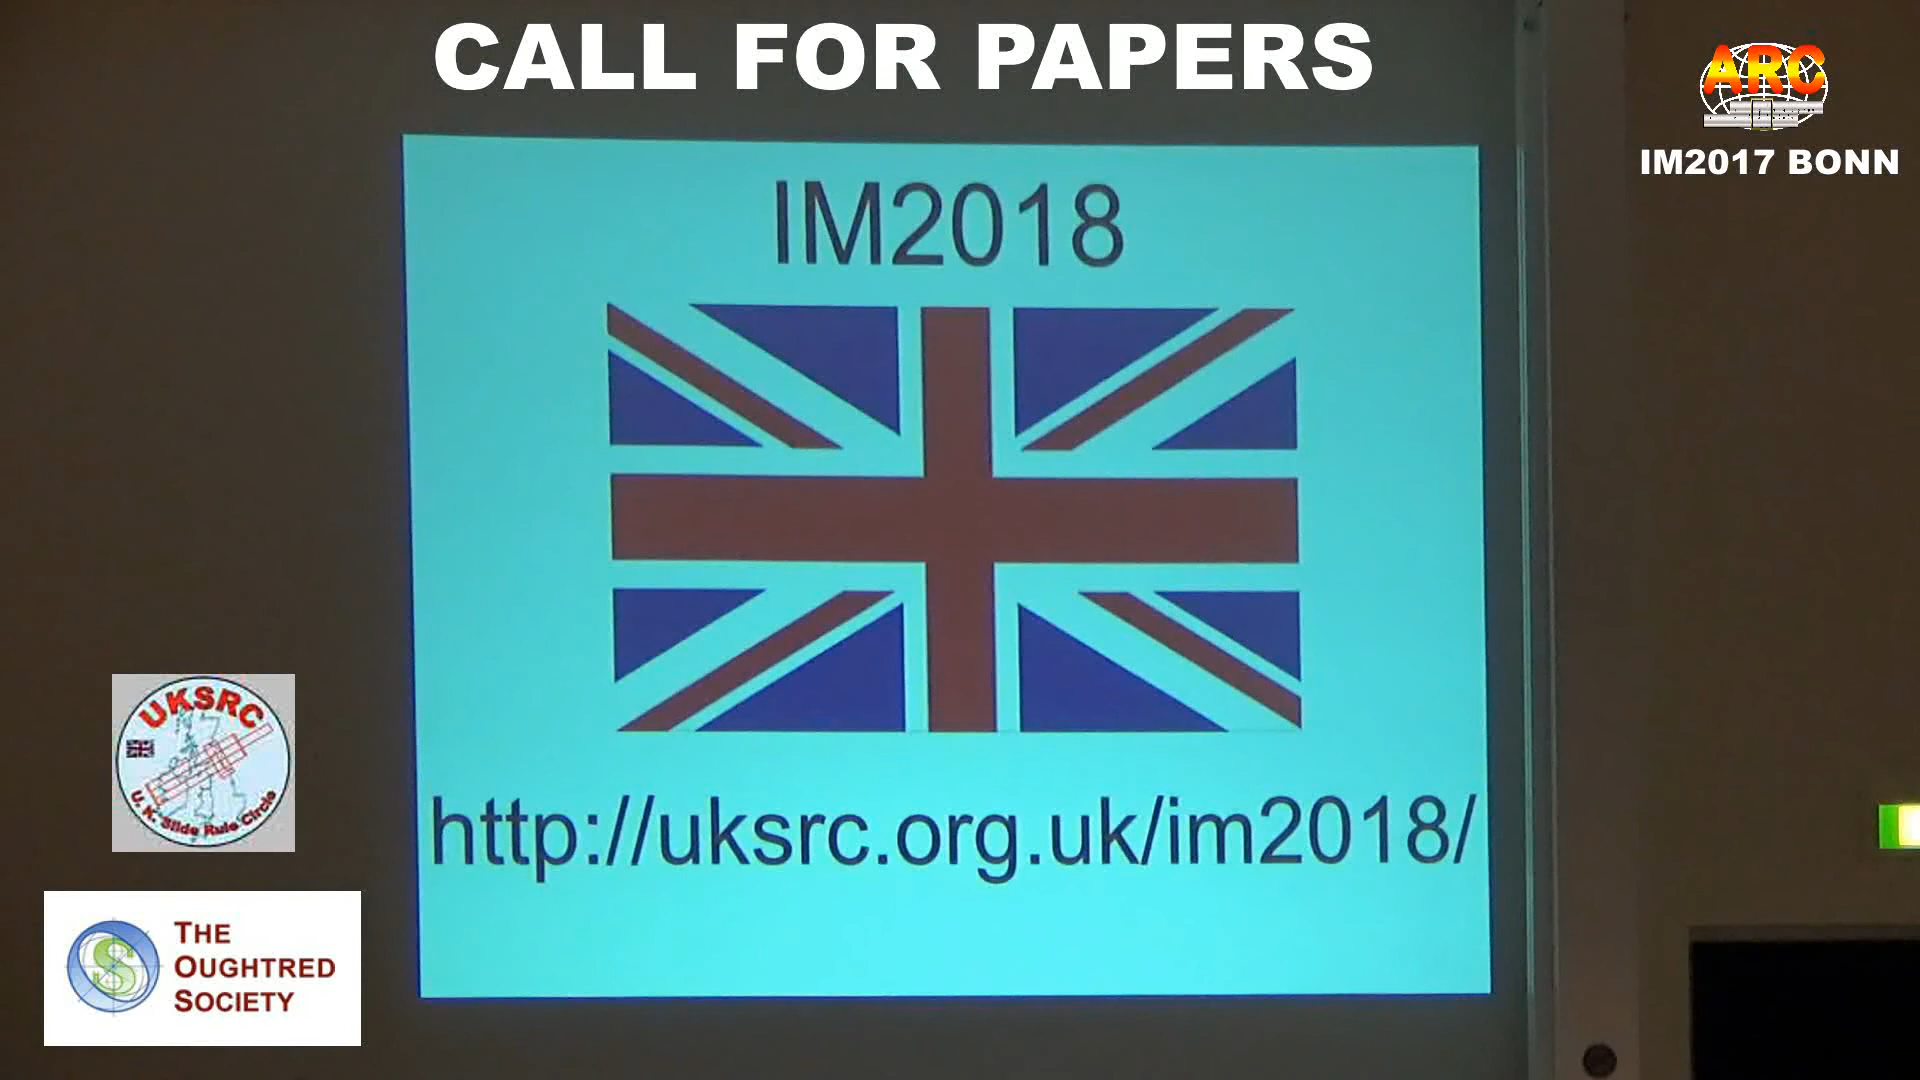 CALL FOR PAPERS
ARC
IM2017 BONN
IM2018
http://uksrc.org.uk/im2018/
UKSRC
U. K. Slide Rule Circle
THE
OUGHTRED
SOCIETY